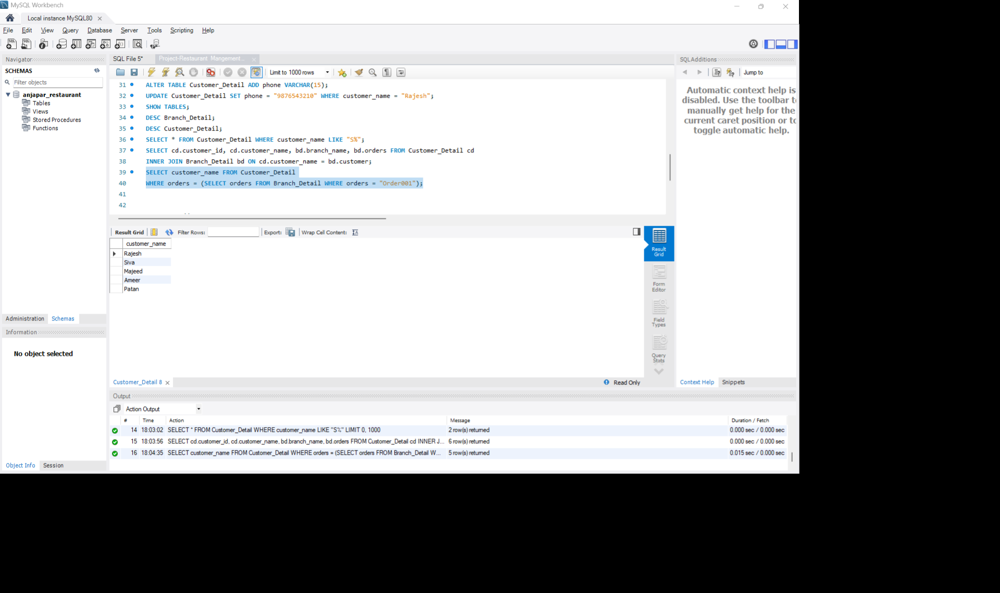 MySQL Workbench
Local instance MySQL80
File Edit View Query Database Server Tools Scripting Help
Navigator
SCHEMAS
Filter objects
anjapar_restaurant
Tables
Views
Stored Procedures
Functions
Administration Schemas
Information
No object selected
Object Info Session
SQL File 5* Project-Restaurant Mangement...
Limit to 1000 rows
31 ALTER TABLE Customer_Detail ADD phone VARCHAR(15);
32 UPDATE Customer_Detail SET phone = "9876543210" WHERE customer_name = "Rajesh";
33 SHOW TABLES;
34 DESC Branch_Detail;
35 DESC Customer_Detail;
36 SELECT * FROM Customer_Detail WHERE customer_name LIKE "S%";
37 SELECT cd.customer_id, cd.customer_name, bd.branch_name, bd.orders FROM Customer_Detail cd
38 INNER JOIN Branch_Detail bd ON cd.customer_name = bd.customer;
39 SELECT customer_name FROM Customer_Detail
40 WHERE orders = (SELECT orders FROM Branch_Detail WHERE orders = "Order001");
41
42
Result Grid Filter Rows: Export: Wrap Cell Content:
customer_name
Rajesh
Siva
Majeed
Ameer
Patan
Result Grid
Form Editor
Field Types
Query Stats
Customer_Detail 8 Read Only
Output
Action Output
# Time Action Message Duration / Fetch
14 18:03:02 SELECT * FROM Customer_Detail WHERE customer_name LIKE "S%" LIMIT 0, 1000 2 row(s) returned 0.000 sec / 0.000 sec
15 18:03:56 SELECT cd.customer_id, cd.customer_name, bd.branch_name, bd.orders FROM Customer_Detail cd INNER J... 6 row(s) returned 0.000 sec / 0.000 sec
16 18:04:35 SELECT customer_name FROM Customer_Detail WHERE orders = (SELECT orders FROM Branch_Detail W... 5 row(s) returned 0.015 sec / 0.000 sec
SQLAdditions
Jump to
Automatic context help is
disabled. Use the toolbar to
manually get help for the
current caret position or to
toggle automatic help.
Context Help Snippets